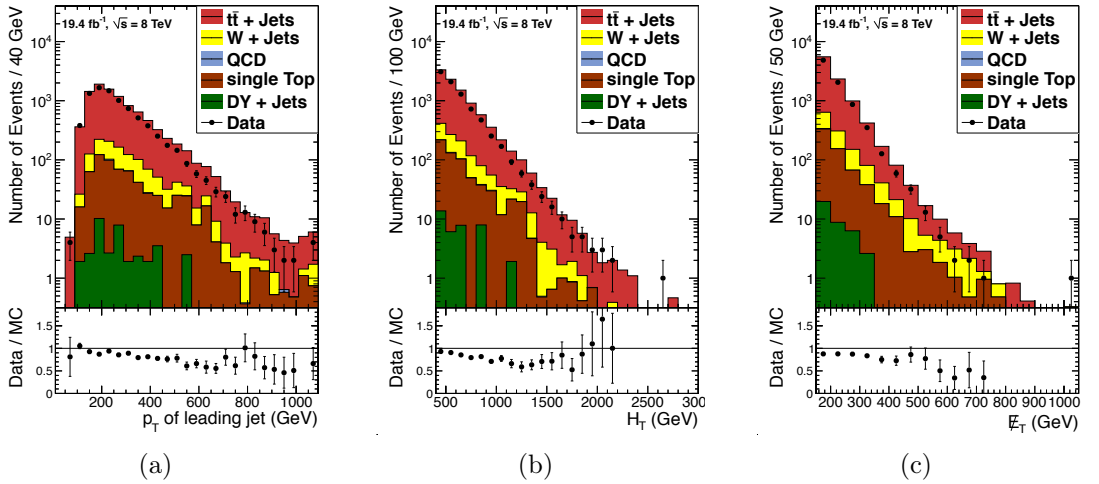 19.4 fb⁻¹, √s = 8 TeV
tt̄ + Jets
W + Jets
QCD
single Top
DY + Jets
Data
Number of Events / 40 GeV
10⁴
10³
10²
10
1
Data / MC
1.5
1
0.5
0
200 400 600 800 1000
p_T of leading jet (GeV)
(a)
19.4 fb⁻¹, √s = 8 TeV
tt̄ + Jets
W + Jets
QCD
single Top
DY + Jets
Data
Number of Events / 100 GeV
10⁴
10³
10²
10
1
Data / MC
1.5
1
0.5
0
500 1000 1500 2000 2500 300
H_T (GeV)
(b)
19.4 fb⁻¹, √s = 8 TeV
tt̄ + Jets
W + Jets
QCD
single Top
DY + Jets
Data
Number of Events / 50 GeV
10⁴
10³
10²
10
1
Data / MC
1.5
1
0.5
0
200 300 400 500 600 700 800 900 1000
E̸_T (GeV)
(c)